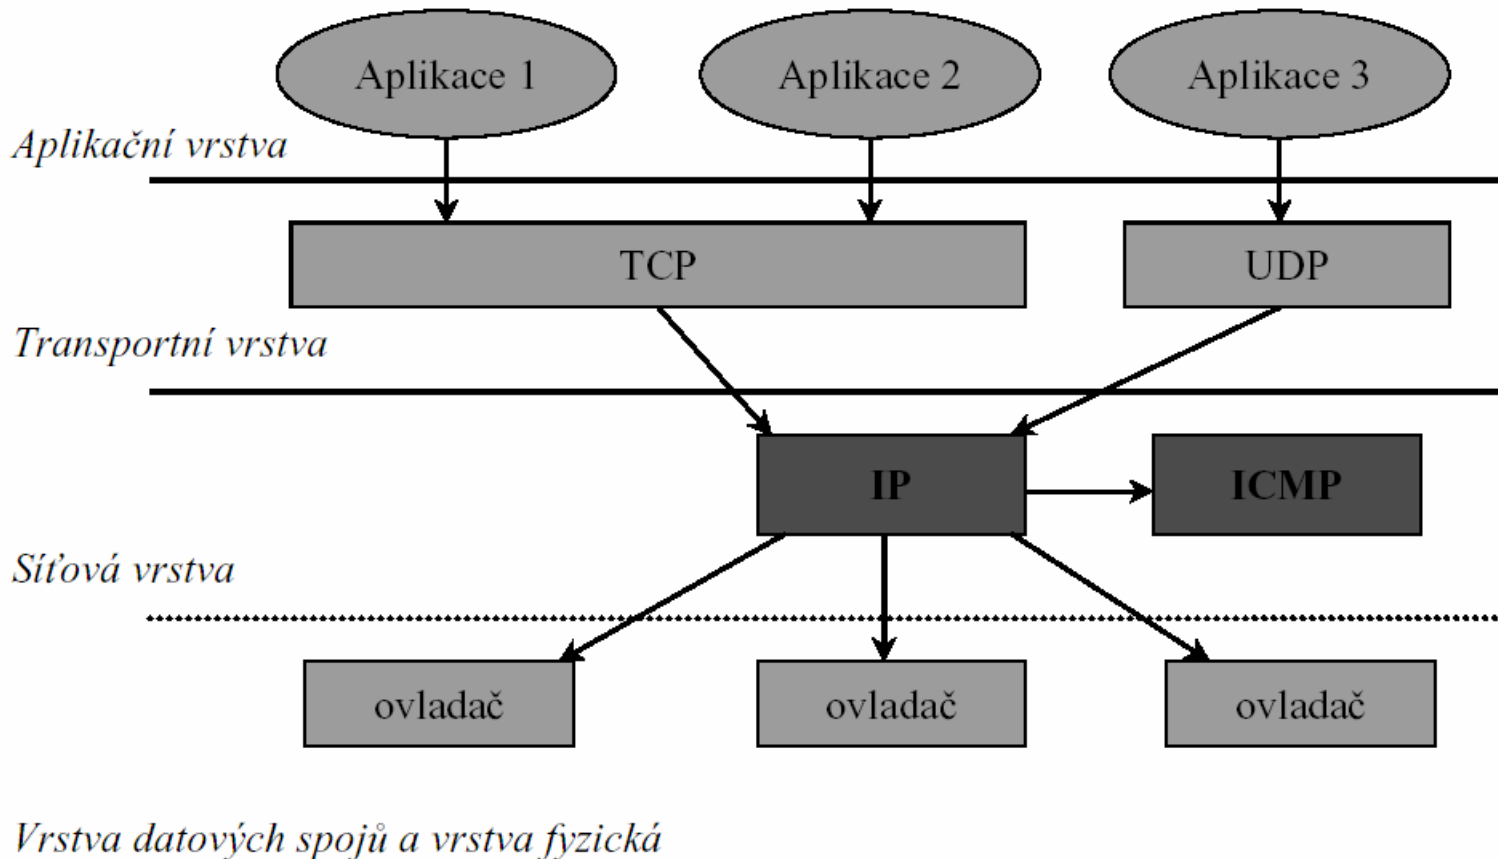 Aplikace 1 Aplikace 2 Aplikace 3
Aplikační vrstva
TCP UDP
Transportní vrstva
IP ICMP
Síťová vrstva
ovladač ovladač ovladač
Vrstva datových spojů a vrstva fyzická